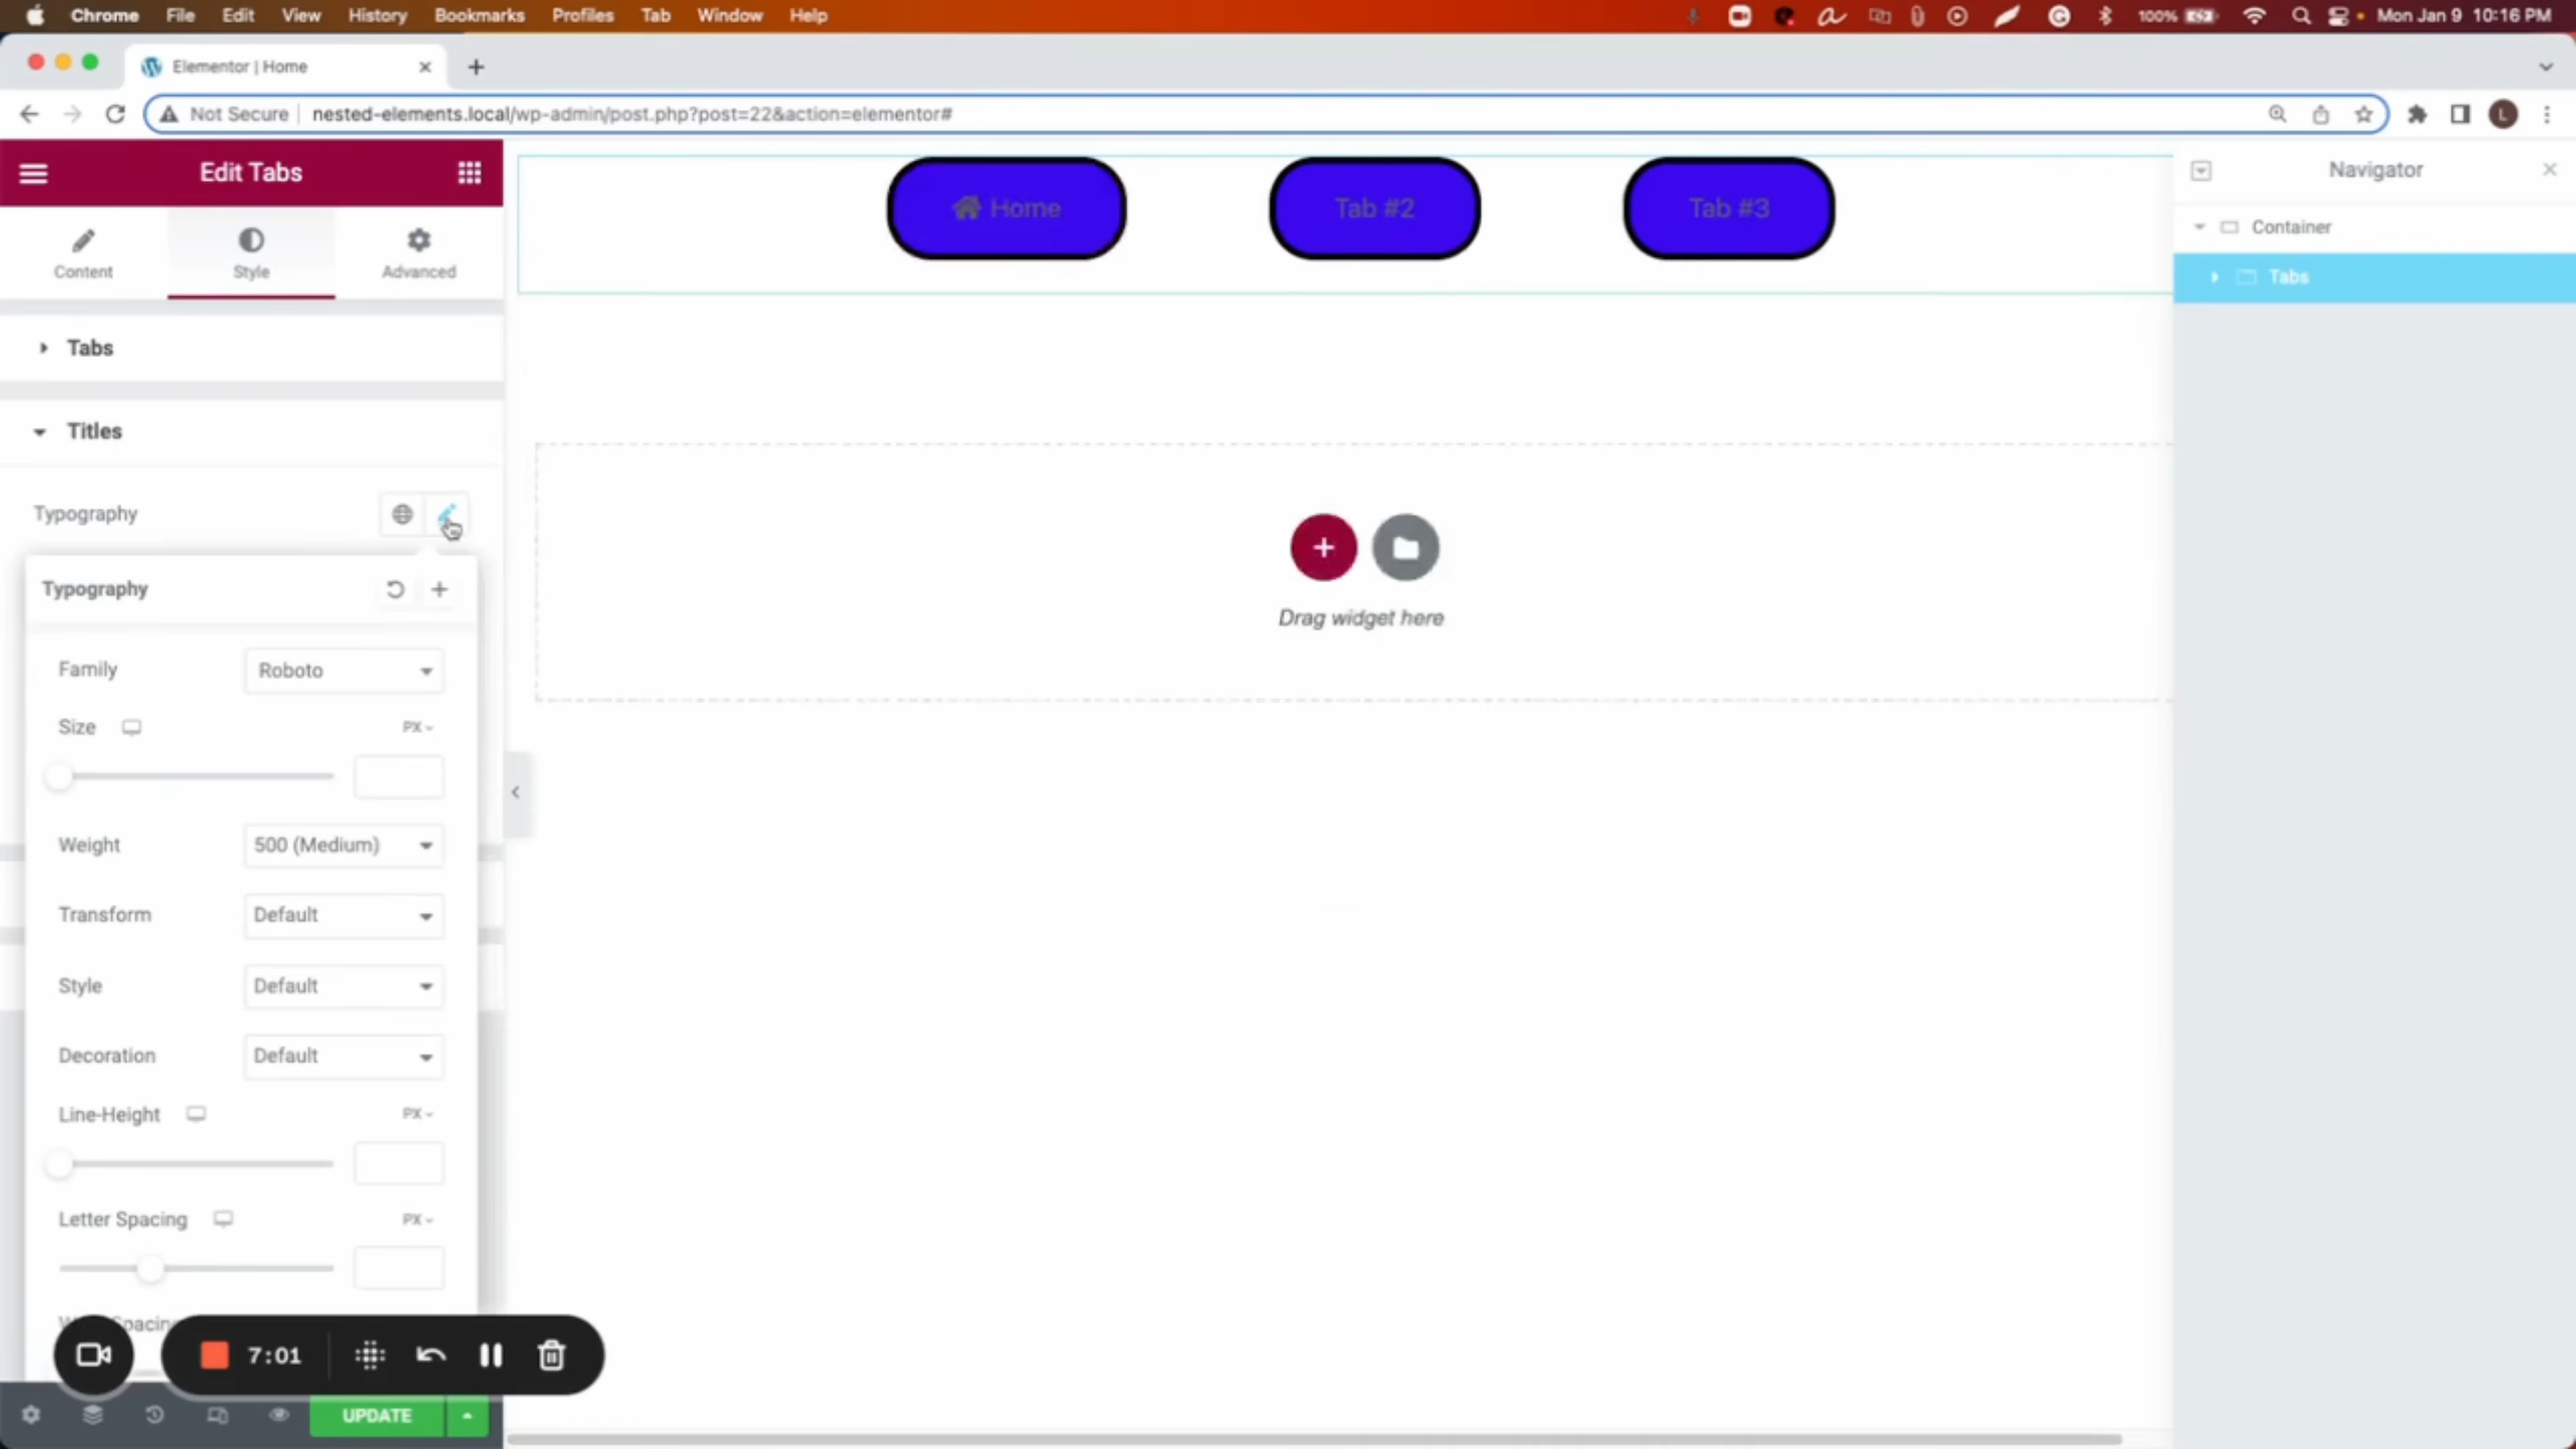 Chrome File Edit View History Bookmarks Profiles Tab Window Help 100% Mon Jan 9 10:16 PM
Elementor | Home
Not Secure nested-elements.local/wp-admin/post.php?post=22&action=elementor# L
Edit Tabs
Content Style Advanced
Tabs
Titles
Typography
Typography
Family Roboto
Size PX
Weight 500 (Medium)
Transform Default
Style Default
Decoration Default
Line-Height PX
Letter Spacing PX
Spacing
7:01
UPDATE
Home Tab #2 Tab #3
Drag widget here
Navigator
Container
Tabs